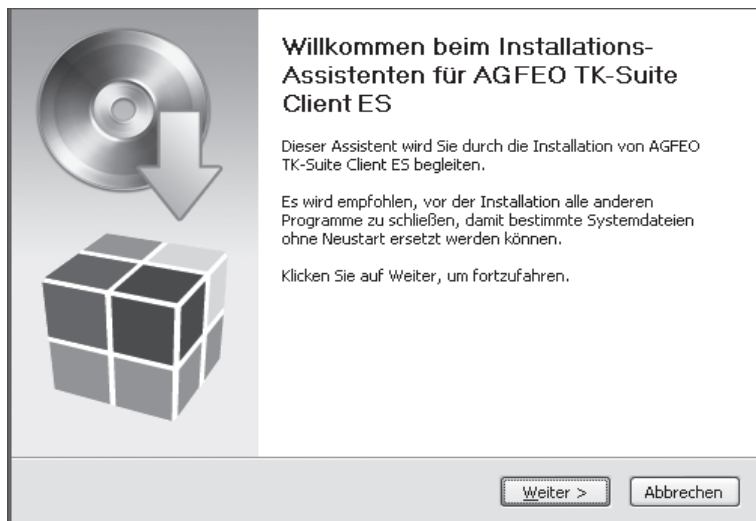 Willkommen beim Installations-
Assistenten für AGFEO TK-Suite
Client ES
Dieser Assistent wird Sie durch die Installation von AGFEO
TK-Suite Client ES begleiten.
Es wird empfohlen, vor der Installation alle anderen
Programme zu schließen, damit bestimmte Systemdateien
ohne Neustart ersetzt werden können.
Klicken Sie auf Weiter, um fortzufahren.
Weiter >
Abbrechen